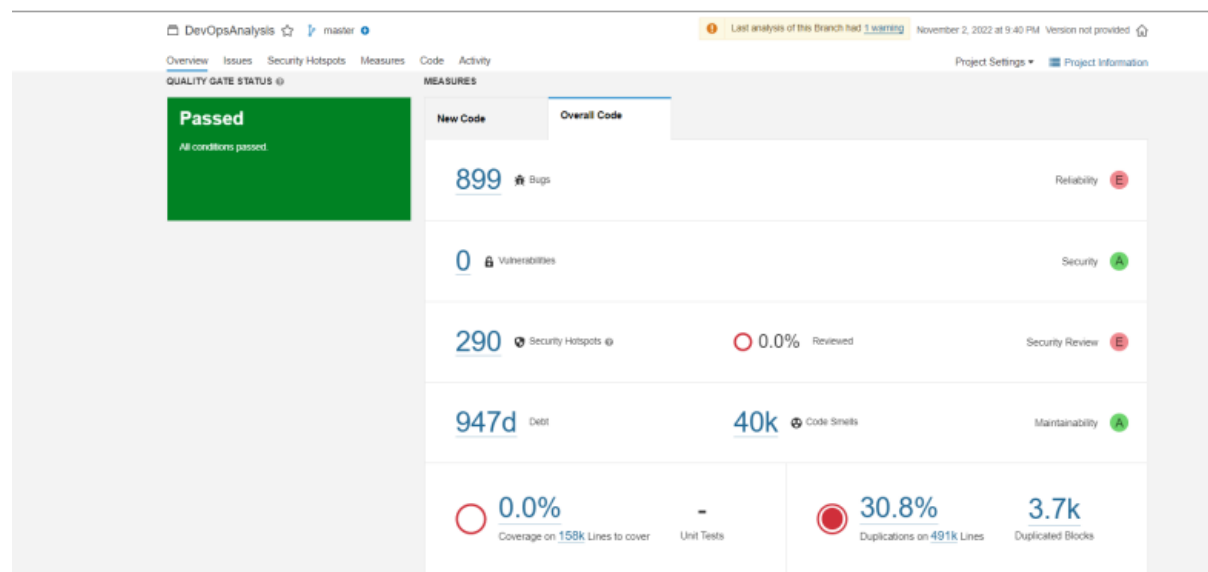 DevOpsAnalysis master
Last analysis of this Branch had 1 warning November 2, 2022 at 9:40 PM Version not provided
Overview Issues Security Hotspots Measures Code Activity
Project Settings Project Information
QUALITY GATE STATUS
MEASURES
Passed
All conditions passed.
New Code Overall Code
899 Bugs Reliability E
0 Vulnerabilities Security A
290 Security Hotspots 0.0% Reviewed Security Review E
947d Debt 40k Code Smells Maintainability A
0.0% - 30.8% 3.7k
Coverage on 158k Lines to cover Unit Tests Duplications on 491k Lines Duplicated Blocks